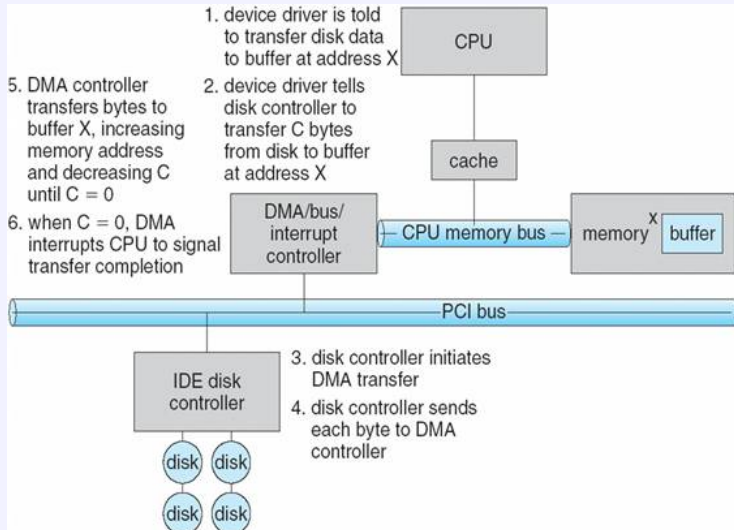 1. device driver is told
to transfer disk data
to buffer at address X
CPU
5. DMA controller
transfers bytes to
buffer X, increasing
memory address
and decreasing C
until C = 0
2. device driver tells
disk controller to
transfer C bytes
from disk to buffer
at address X
cache
6. when C = 0, DMA
interrupts CPU to signal
transfer completion
DMA/bus/
interrupt
controller
CPU memory bus
memory
x
buffer
PCI bus
IDE disk
controller
3. disk controller initiates
DMA transfer
4. disk controller sends
each byte to DMA
controller
disk
disk
disk
disk